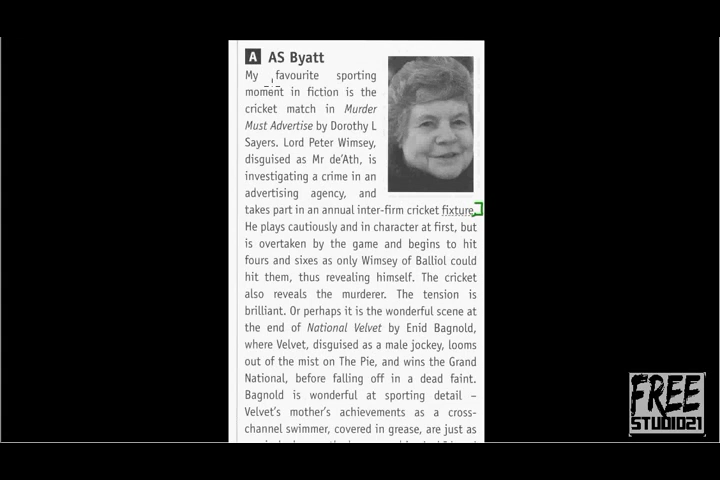 A AS Byatt
My favourite sporting
moment in fiction is the
cricket match in Murder
Must Advertise by Dorothy L
Sayers. Lord Peter Wimsey,
disguised as Mr de'Ath, is
investigating a crime in an
advertising agency, and
takes part in an annual inter-firm cricket fixture.
He plays cautiously and in character at first, but
is overtaken by the game and begins to hit
fours and sixes as only Wimsey of Balliol could
hit them, thus revealing himself. The cricket
also reveals the murderer. The tension is
brilliant. Or perhaps it is the wonderful scene at
the end of National Velvet by Enid Bagnold,
where Velvet, disguised as a male jockey, looms
out of the mist on The Pie, and wins the Grand
National, before falling off in a dead faint.
Bagnold is wonderful at sporting detail –
Velvet's mother's achievements as a cross-
channel swimmer, covered in grease, are just as
FREE
STUDIO21